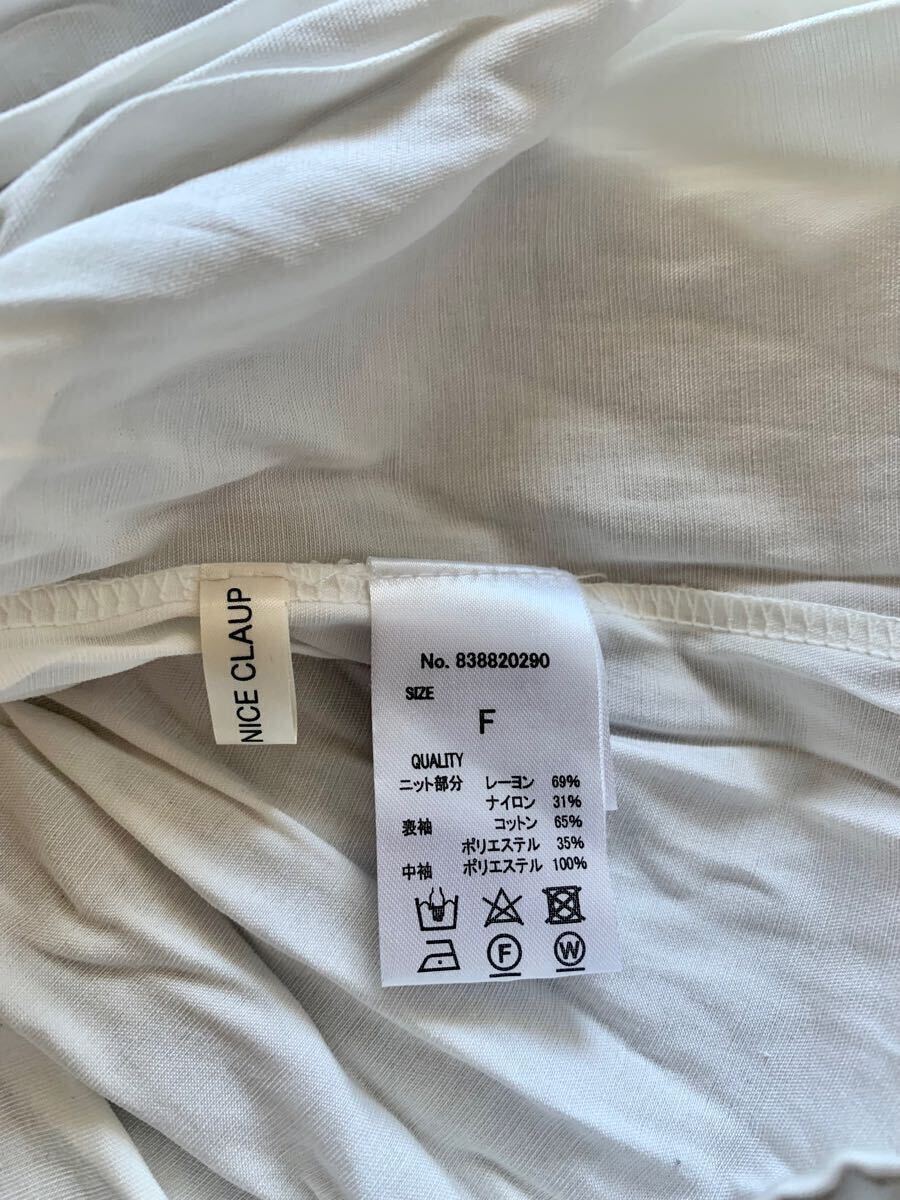 NICE CLAUP
No. 838820290
SIZE
F
QUALITY
ニット部分 レーヨン 69%
ナイロン 31%
表袖 コットン 65%
ポリエステル 35%
中袖 ポリエステル 100%
F W